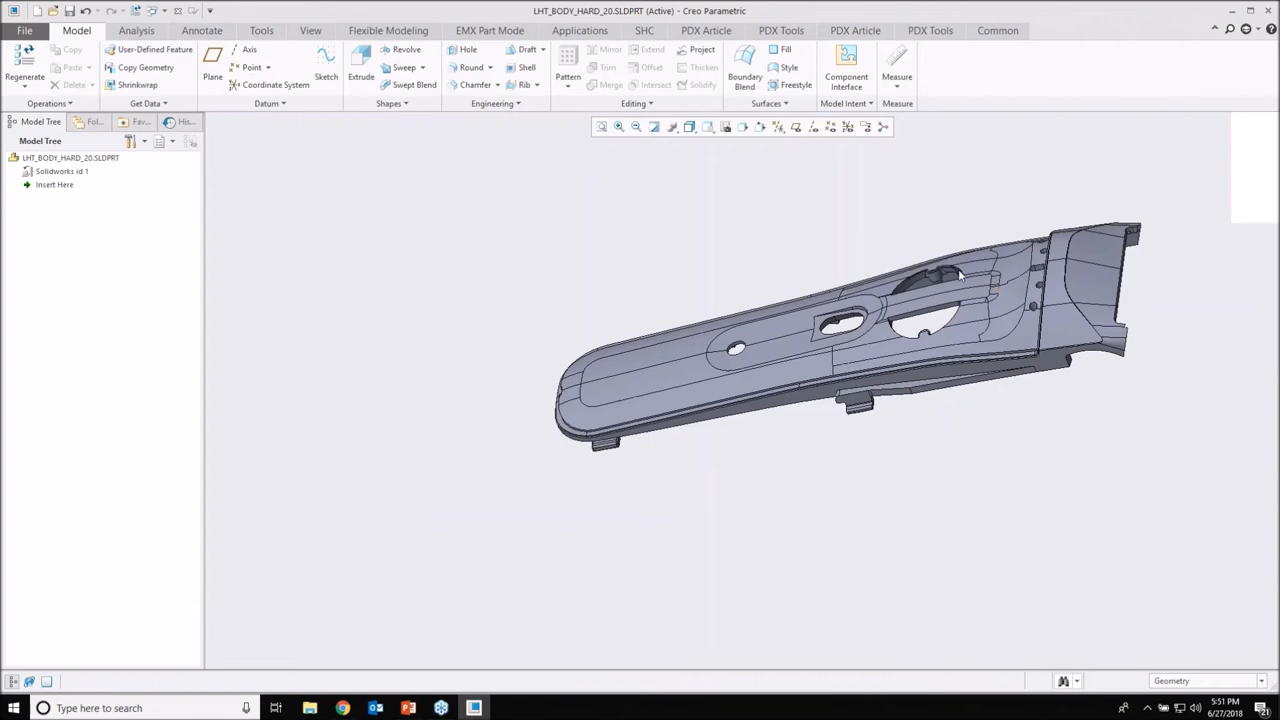 LHT_BODY_HARD_20.SLDPRT (Active) - Creo Parametric
File Model Analysis Annotate Tools View Flexible Modeling EMX Part Mode Applications SHC PDX Article PDX Tools PDX Article PDX Tools Common
Copy User-Defined Feature Axis Revolve Hole Draft Mirror Extend Project Fill
Paste Copy Geometry Point Sweep Round Shell Trim Offset Thicken Style
Regenerate Plane Sketch Extrude Pattern Boundary Blend Component Interface Measure
Delete Shrinkwrap Coordinate System Swept Blend Chamfer Rib Merge Intersect Solidify Freestyle
Operations Get Data Datum Shapes Engineering Editing Surfaces Model Intent Measure
Model Tree Fol... Fav... His...
Model Tree
LHT_BODY_HARD_20.SLDPRT
Solidworks id 1
Insert Here
Geometry
Type here to search
5:51 PM
6/27/2018
21